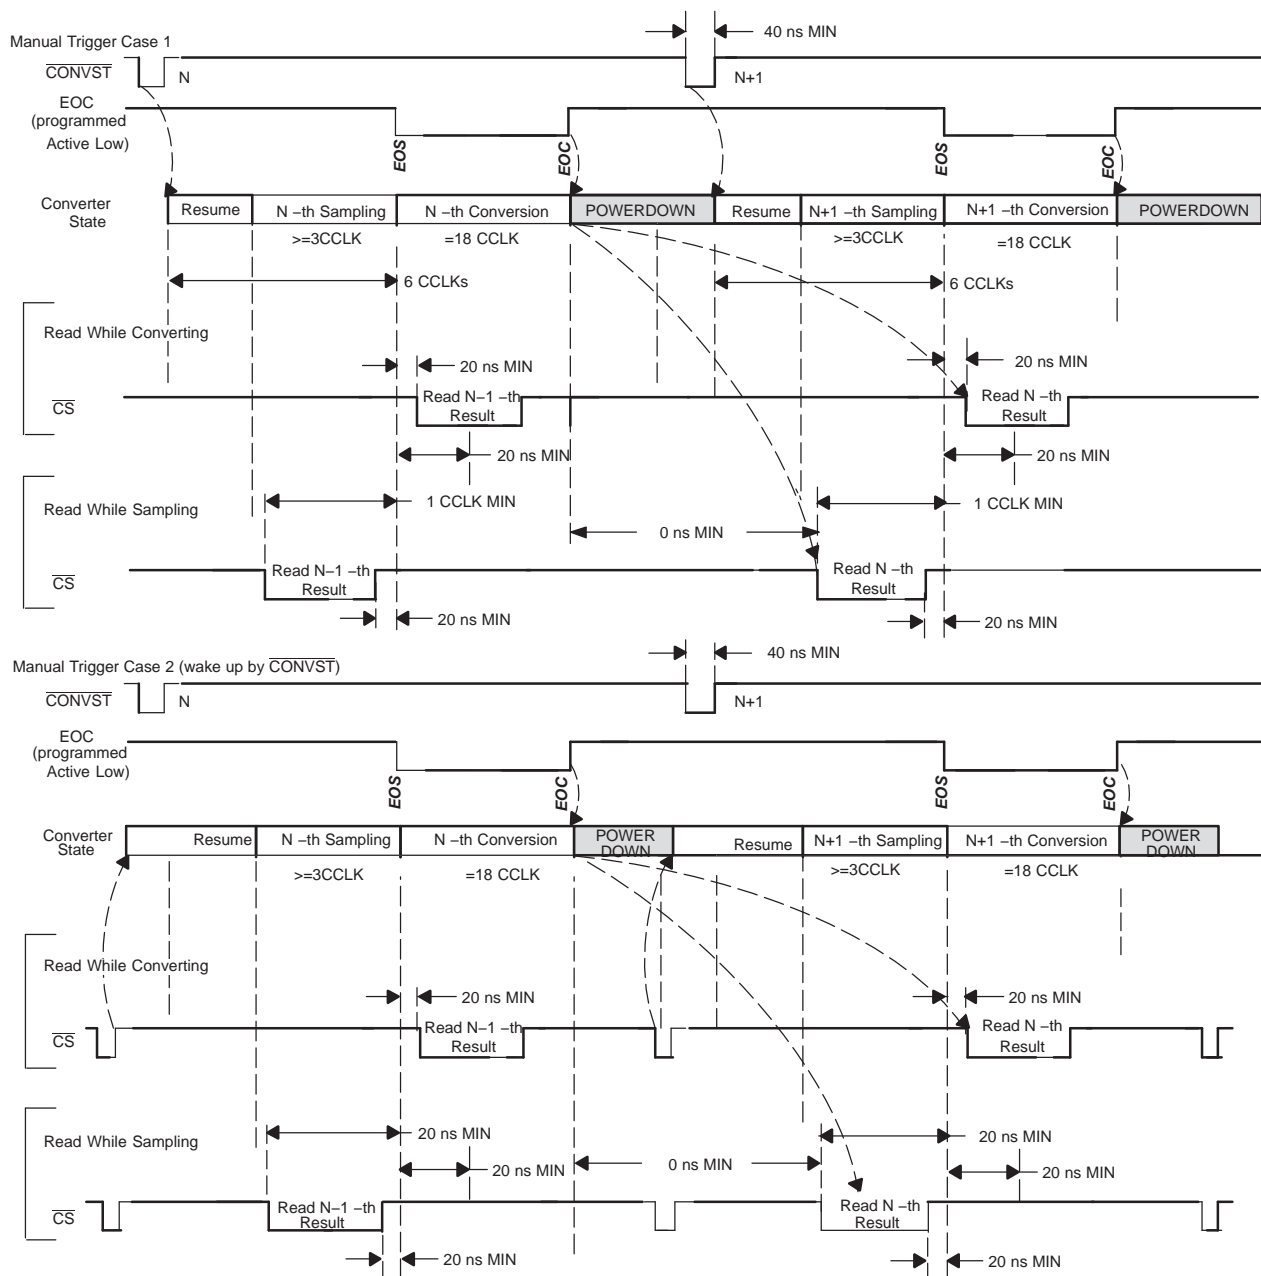 40 ns MIN
Manual Trigger Case 1
CONVST
N
N+1
EOC
(programmed
Active Low)
EOS
EOC
EOS
EOC
Converter
State
Resume
N −th Sampling
N −th Conversion
POWERDOWN
Resume
N+1 −th Sampling
N+1 −th Conversion
POWERDOWN
>=3CCLK
=18 CCLK
>=3CCLK
=18 CCLK
6 CCLKs
6 CCLKs
Read While Converting
20 ns MIN
20 ns MIN
CS
Read N−1 −th
Result
Read N −th
Result
20 ns MIN
20 ns MIN
Read While Sampling
1 CCLK MIN
1 CCLK MIN
0 ns MIN
CS
Read N−1 −th
Result
Read N −th
Result
20 ns MIN
20 ns MIN
40 ns MIN
Manual Trigger Case 2 (wake up by CONVST)
CONVST
N
N+1
EOC
(programmed
Active Low)
EOS
EOC
EOS
EOC
Converter
State
Resume
N −th Sampling
N −th Conversion
POWER
DOWN
Resume
N+1 −th Sampling
N+1 −th Conversion
POWER
DOWN
>=3CCLK
=18 CCLK
>=3CCLK
=18 CCLK
Read While Converting
20 ns MIN
20 ns MIN
CS
Read N−1 −th
Result
Read N −th
Result
Read While Sampling
20 ns MIN
20 ns MIN
20 ns MIN
0 ns MIN
20 ns MIN
CS
Read N−1 −th
Result
Read N −th
Result
20 ns MIN
20 ns MIN